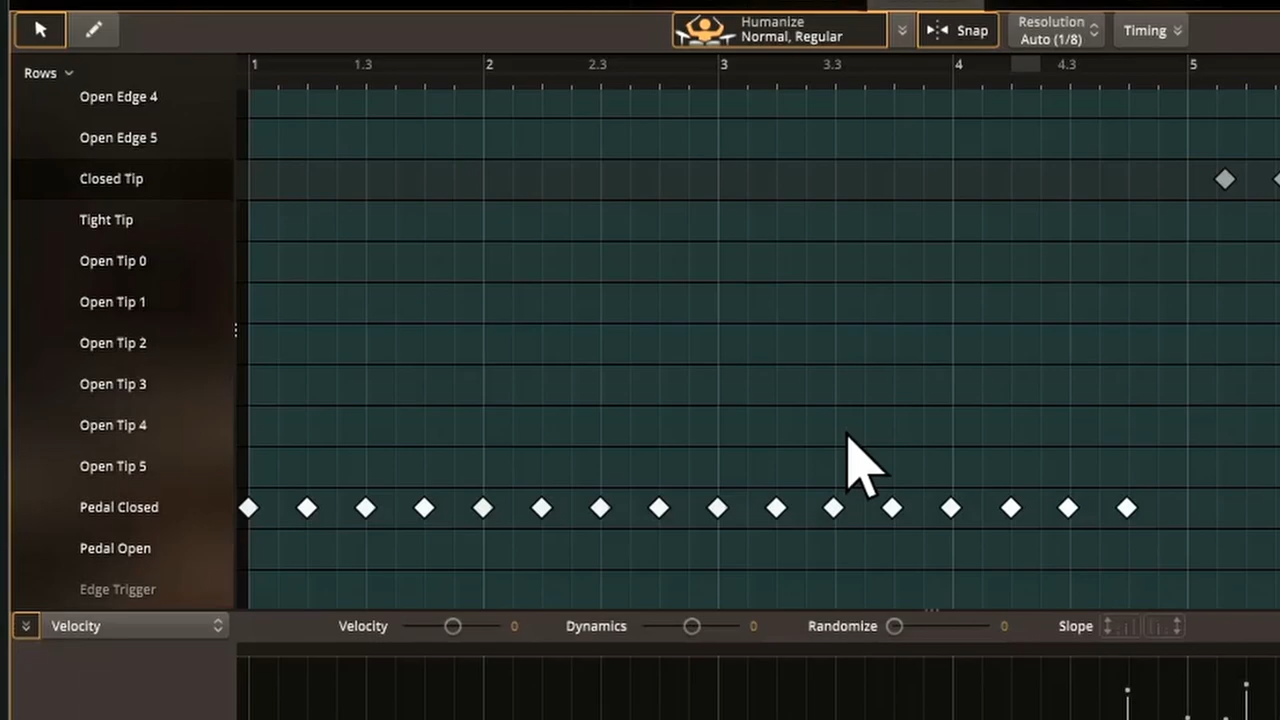 Humanize
Normal, Regular
Snap
Resolution
Auto (1/8)
Timing
Rows
1
1.3
2
2.3
3
3.3
4
4.3
5
Open Edge 4
Open Edge 5
Closed Tip
Tight Tip
Open Tip 0
Open Tip 1
Open Tip 2
Open Tip 3
Open Tip 4
Open Tip 5
Pedal Closed
Pedal Open
Edge Trigger
Velocity
Velocity 0
Dynamics 0
Randomize 0
Slope